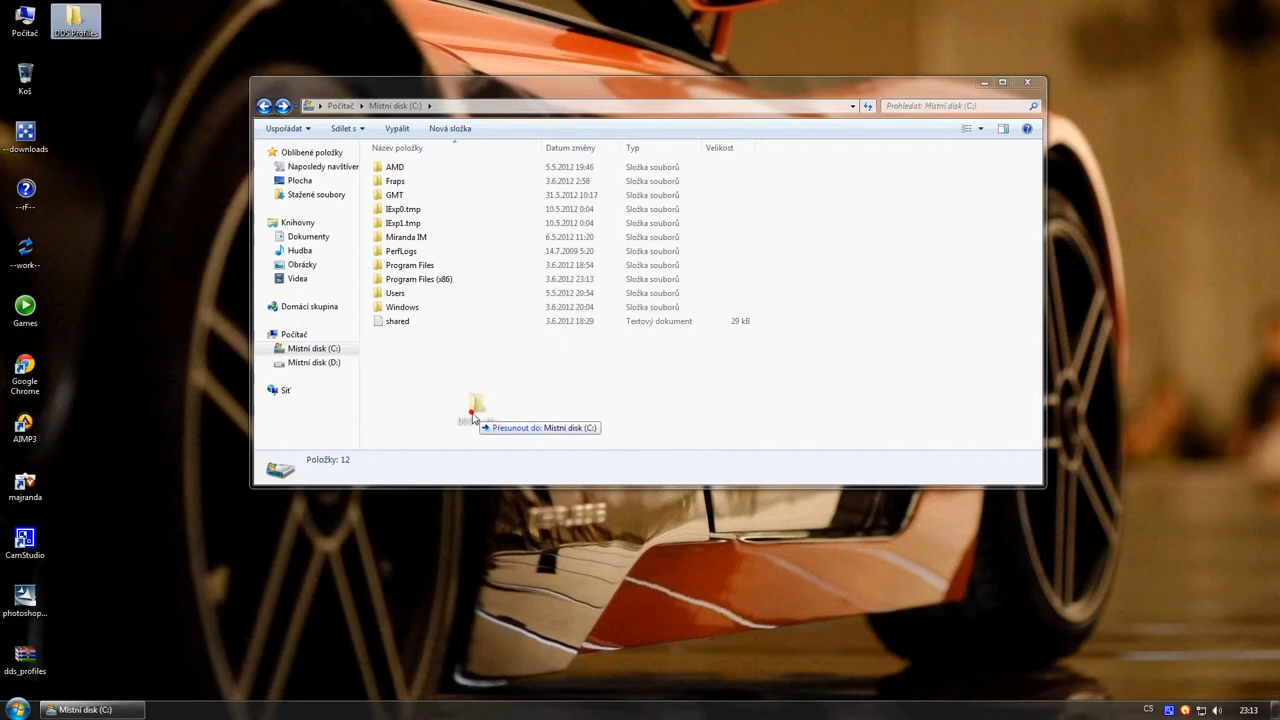 Počítač
DDS Profiles
Koš
--downloads
--rF--
--work--
Games
Google
Chrome
AIMP3
majranda
CamStudio
photoshop...
dds_profiles
Počítač Místní disk (C:)
Prohledat: Místní disk (C:)
Uspořádat Sdílet s Vypálit Nová složka
Oblíbené položky
Naposledy navštíven
Plocha
Stažené soubory
Knihovny
Dokumenty
Hudba
Obrázky
Videa
Domácí skupina
Počítač
Místní disk (C:)
Místní disk (D:)
Síť
Název položky Datum změny Typ Velikost
AMD 5.5.2012 19:46 Složka souborů
Fraps 3.6.2012 2:58 Složka souborů
GMT 31.5.2012 10:17 Složka souborů
IExp0.tmp 10.5.2012 0:04 Složka souborů
IExp1.tmp 10.5.2012 0:04 Složka souborů
Miranda IM 6.5.2012 11:20 Složka souborů
PerfLogs 14.7.2009 5:20 Složka souborů
Program Files 3.6.2012 18:54 Složka souborů
Program Files (x86) 3.6.2012 23:13 Složka souborů
Users 5.5.2012 20:54 Složka souborů
Windows 3.6.2012 20:04 Složka souborů
shared 3.6.2012 18:29 Textový dokument 29 kB
Přesunout do: Místní disk (C:)
Položky: 12
Místní disk (C:)
CS
23:13